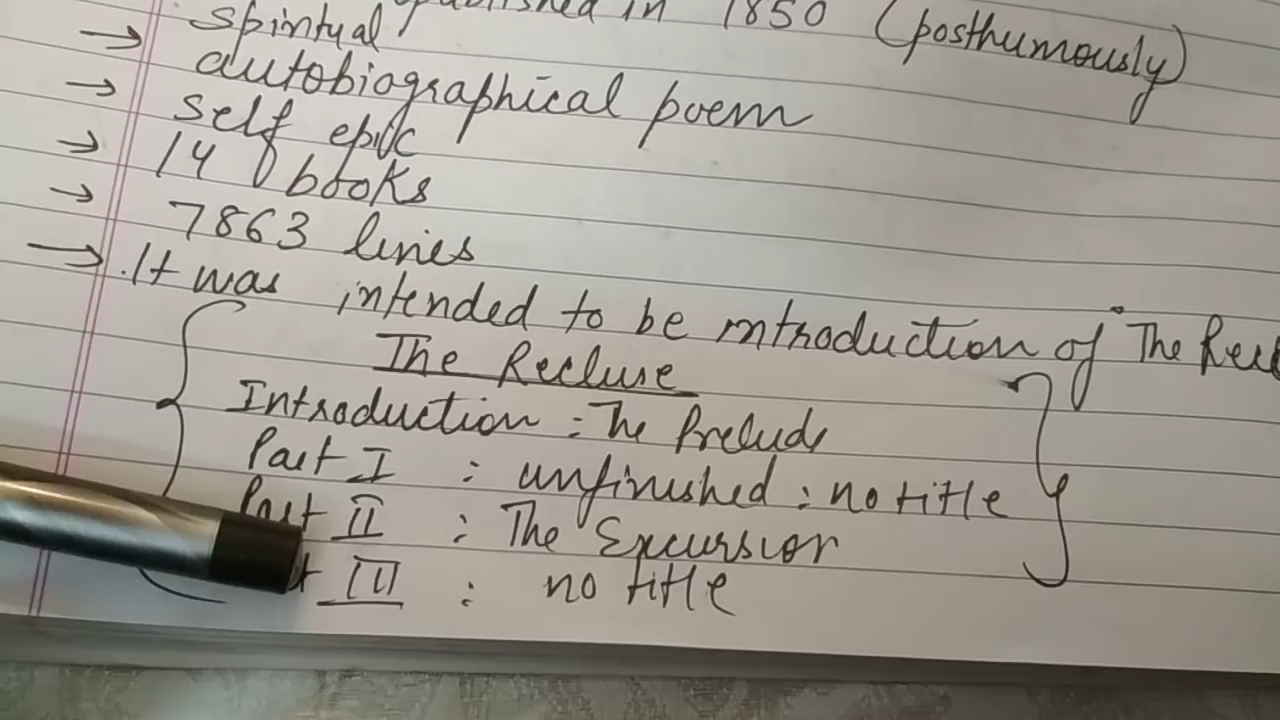 published in 1850 (posthumously)
→ spiritual
autobiographical poem
→ self epic
→ 14 books
→ 7863 lines
→ It was intended to be introduction of The
The Recluse
Introduction : The Prelude
Part I : unfinished : no title
Part II : The Excursion
III : no title